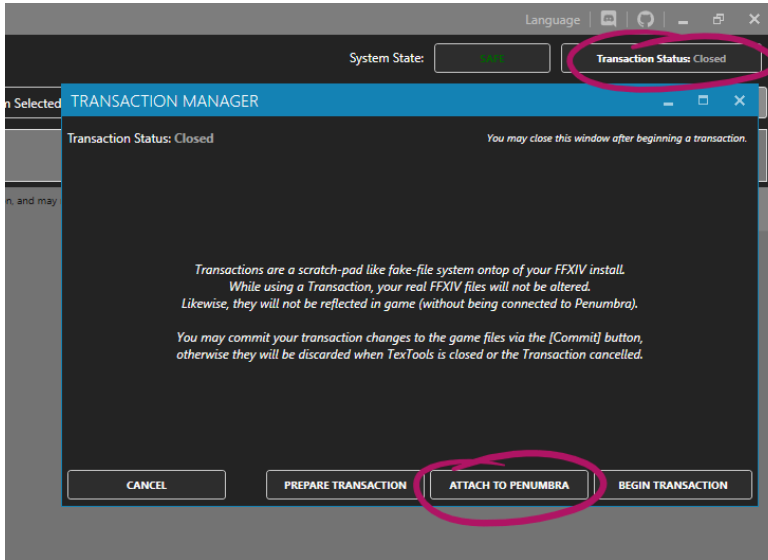 Language
System State:
SAFE
Transaction Status: Closed
n Selected
TRANSACTION MANAGER
Transaction Status: Closed
You may close this window after beginning a transaction.
n, and may
Transactions are a scratch-pad like fake-file system ontop of your FFXIV install.
While using a Transaction, your real FFXIV files will not be altered.
Likewise, they will not be reflected in game (without being connected to Penumbra).
You may commit your transaction changes to the game files via the [Commit] button,
otherwise they will be discarded when TexTools is closed or the Transaction cancelled.
CANCEL
PREPARE TRANSACTION
ATTACH TO PENUMBRA
BEGIN TRANSACTION